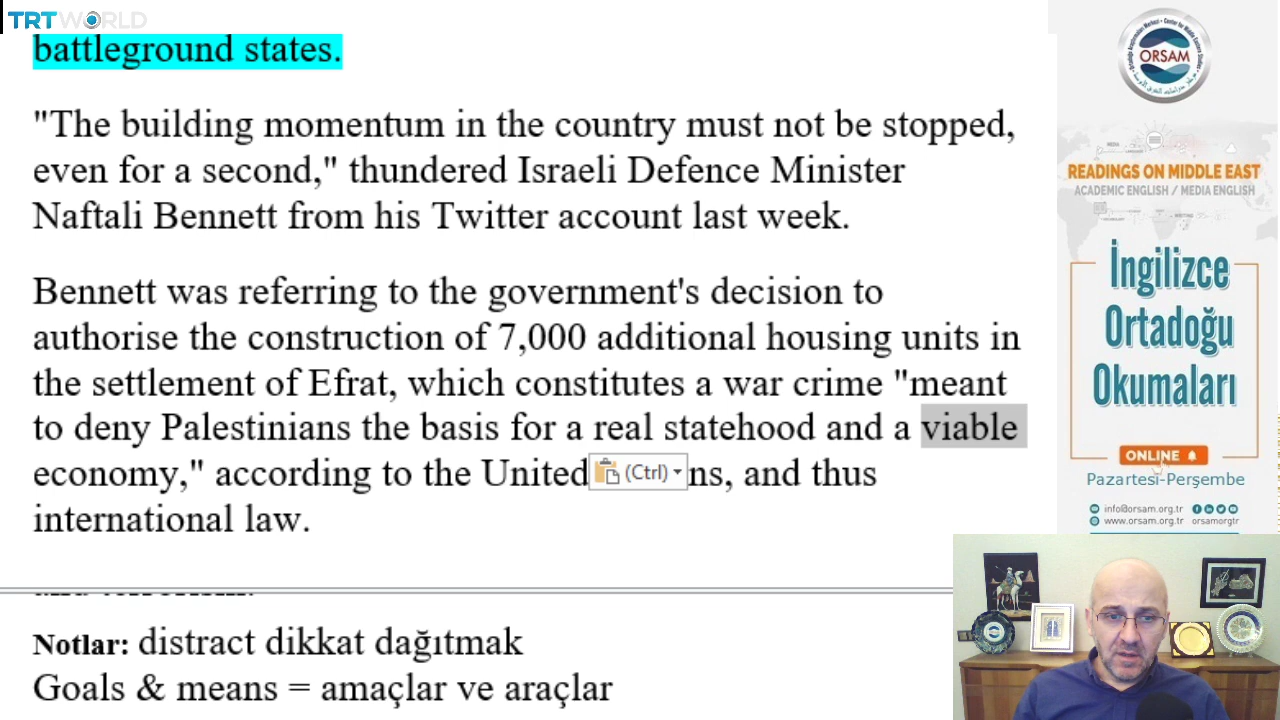 TRT WORLD
battleground states.
"The building momentum in the country must not be stopped,
even for a second," thundered Israeli Defence Minister
Naftali Bennett from his Twitter account last week.
Bennett was referring to the government's decision to
authorise the construction of 7,000 additional housing units in
the settlement of Efrat, which constitutes a war crime "meant
to deny Palestinians the basis for a real statehood and a viable
economy," according to the United (Ctrl) ns, and thus
international law.
Notlar: distract dikkat dağıtmak
Goals & means = amaçlar ve araçlar
ORSAM
READINGS ON MIDDLE EAST
ACADEMIC ENGLISH / MEDIA ENGLISH
İngilizce
Ortadoğu
Okumaları
ONLINE
Pazartesi-Perşembe
info@orsam.org.tr
www.orsam.org.tr orsamorgtr